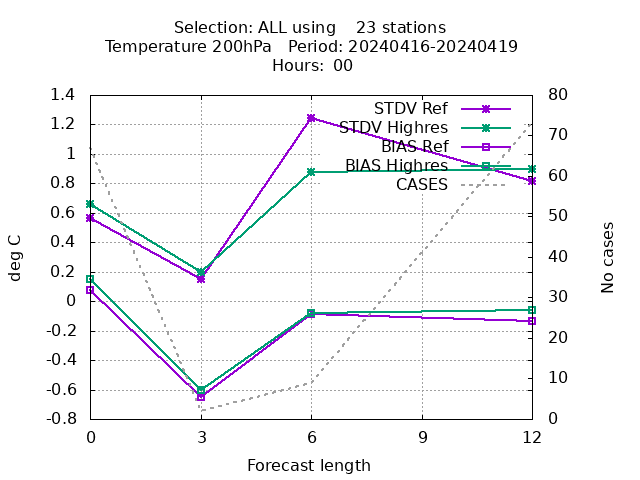 Selection: ALL using    23 stations
Temperature 200hPa   Period: 20240416-20240419
Hours:  00
1.4
1.2
1
0.8
0.6
0.4
0.2
0
-0.2
-0.4
-0.6
-0.8
deg C
STDV Ref
STDV Highres
BIAS Ref
BIAS Highres
CASES
80
70
60
50
40
30
20
10
0
No cases
0 3 6 9 12
Forecast length